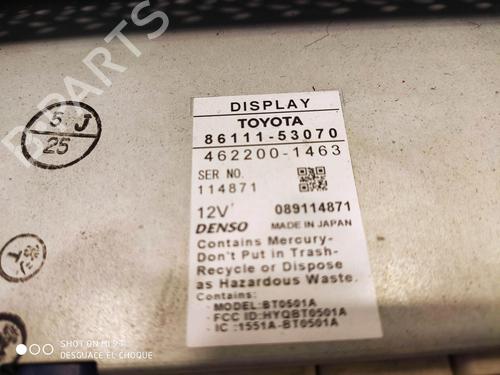 B-PARTS
5 J
25
DISPLAY
TOYOTA
86111-53070
462200-1463
SER NO.
114871
12V 089114871
DENSO MADE IN JAPAN
Contains Mercury-
Don't Put in Trash-
Recycle or Dispose
as Hazardous Waste.
Contains:
- MODEL:BT0501A
- FCC ID:HYQBT0501A
- IC :1551A-BT0501A
SHOT ON MI 9T
DESGUACE EL CHOQUE